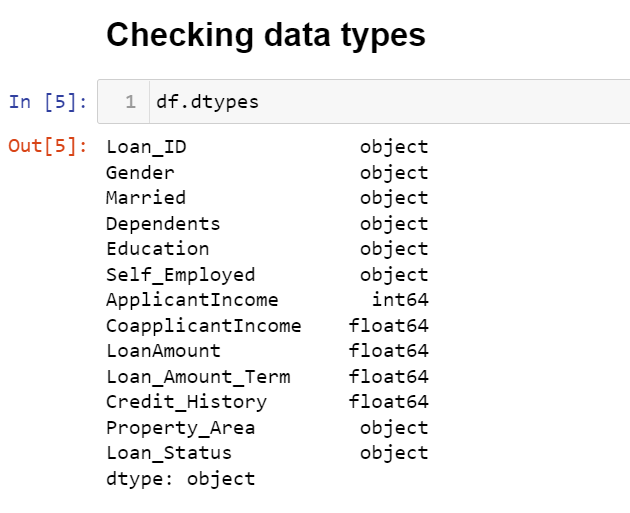 Checking data types
In [5]: 1 df.dtypes
Out[5]: Loan_ID object
Gender object
Married object
Dependents object
Education object
Self_Employed object
ApplicantIncome int64
CoapplicantIncome float64
LoanAmount float64
Loan_Amount_Term float64
Credit_History float64
Property_Area object
Loan_Status object
dtype: object